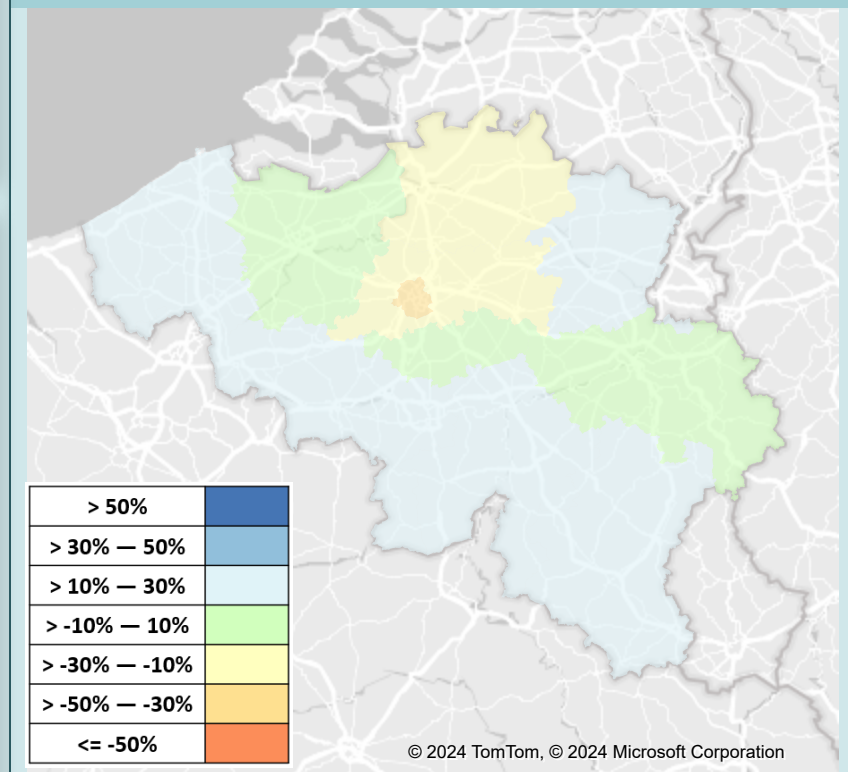 > 50%
> 30% — 50%
> 10% — 30%
> -10% — 10%
> -30% — -10%
> -50% — -30%
<= -50%
© 2024 TomTom, © 2024 Microsoft Corporation